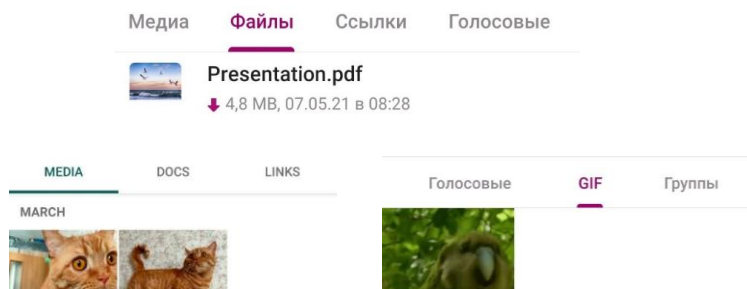 Медиа Файлы Ссылки Голосовые
Presentation.pdf
4,8 MB, 07.05.21 в 08:28
MEDIA DOCS LINKS
MARCH
Голосовые GIF Группы